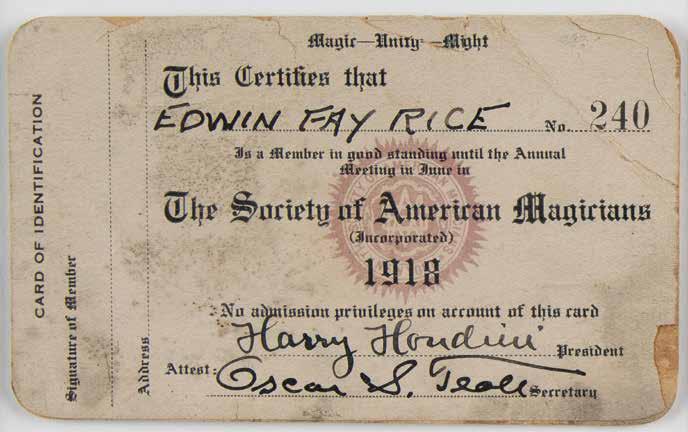 Magic—Unity—Might
This Certifies that
EDWIN FAY RICE No. 240
Is a Member in good standing until the Annual
Meeting in June in
The Society of American Magicians
(Incorporated)
1918
No admission privileges on account of this card
Harry Houdini President
Attest: Oscar S. Teale Secretary
CARD OF IDENTIFICATION
Signature of Member
Address